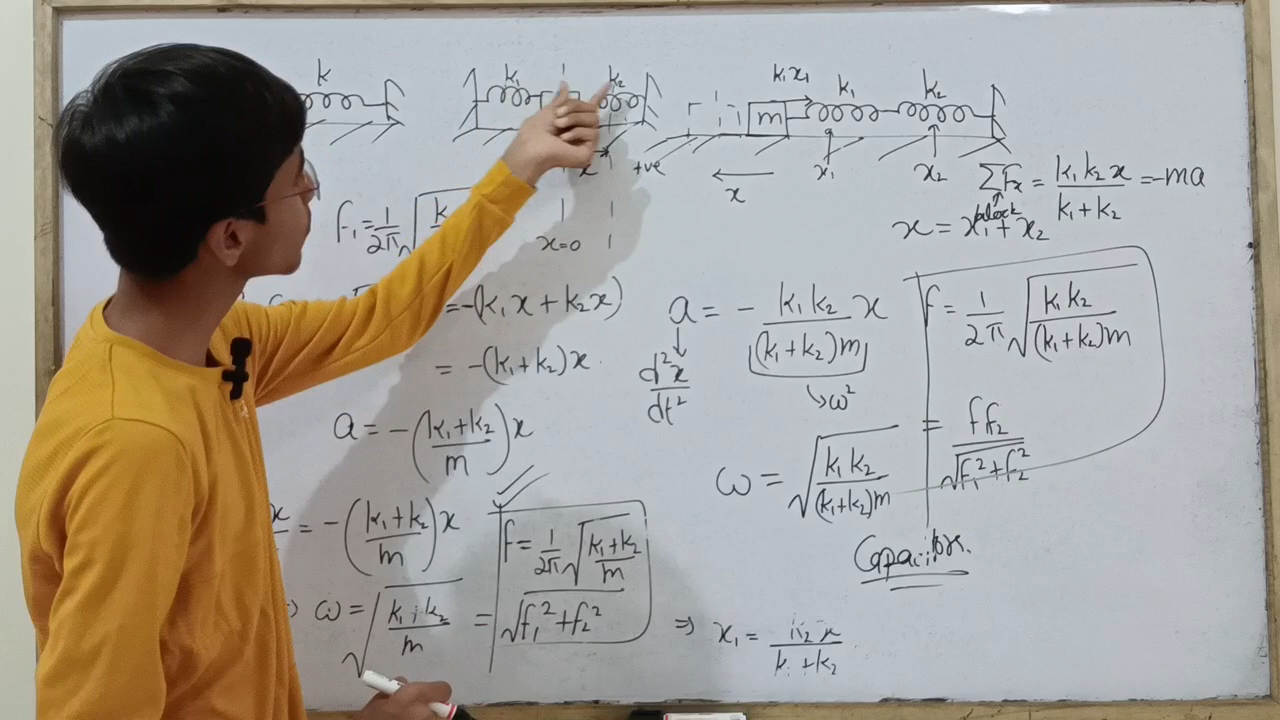 k
k₁
k₂
x
x=0
f₁=1/2π√k
=-(k₁x+k₂x)
=-(k₁+k₂)x
a=-((k₁+k₂)/m)x
=-((k₁+k₂)/m)x
ω=√((k₁+k₂)/m)
f=1/2π√((k₁+k₂)/m)
=√(f₁²+f₂²)
k₁x₁
k₁
k₂
m
+ve
x
x₁
x₂
ΣFx=k₁k₂x/(k₁+k₂)=-ma
block
x=x₁+x₂
a=-k₁k₂/((k₁+k₂)m)x
d²x/dt²
↳ω²
ω=√(k₁k₂/((k₁+k₂)m))
f=1/2π√(k₁k₂/((k₁+k₂)m))
=ff₂/√(f₁²+f₂²)
⇒x₁=k₂x/(k₁+k₂)